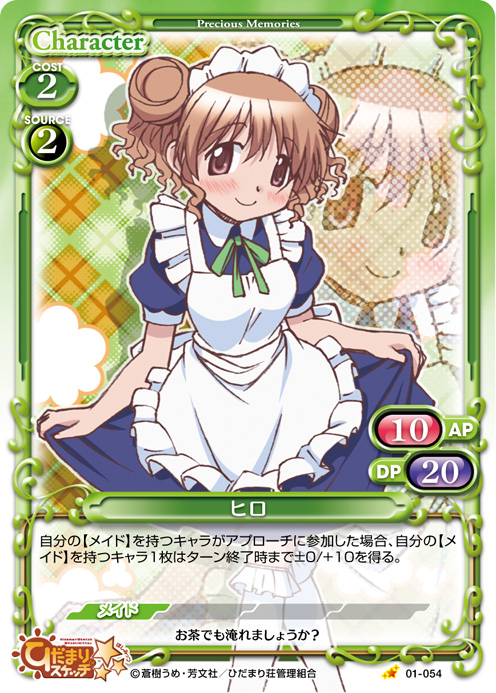 Precious Memories
Character
COST
2
SOURCE
2
10 AP
DP 20
ヒロ
自分の【メイド】を持つキャラがアプローチに参加した場合、自分の【メ
イド】を持つキャラ1枚はターン終了時まで±0/+10を得る。
メイド
お茶でも淹れましょうか?
ひだまり
スケッチ
©蒼樹うめ・芳文社/ひだまり荘管理組合
01-054